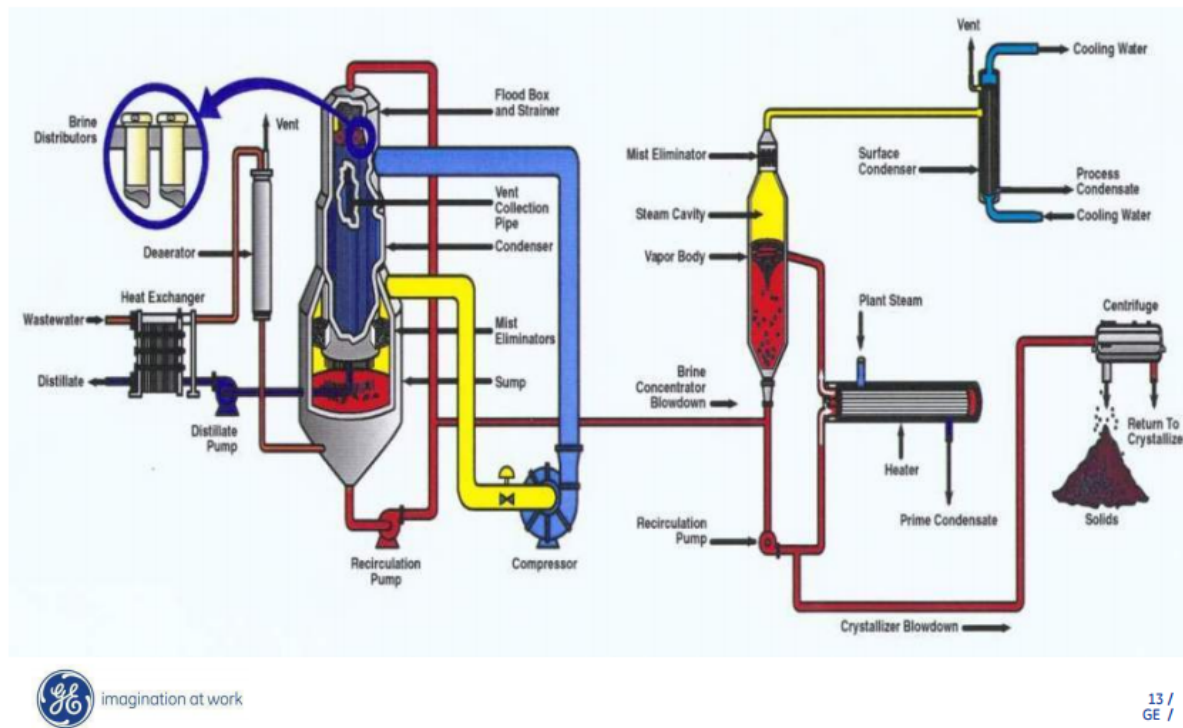 Brine
Distributors
Vent
Flood Box
and Strainer
Deaerator
Vent
Collection
Pipe
Condenser
Heat Exchanger
Wastewater
Mist
Eliminators
Distillate
Sump
Distillate
Pump
Recirculation
Pump
Compressor
Vent
Cooling Water
Mist Eliminator
Surface
Condenser
Process
Condensate
Steam Cavity
Cooling Water
Vapor Body
Plant Steam
Centrifuge
Brine
Concentrator
Blowdown
Return To
Crystallize
Heater
Solids
Prime Condensate
Recirculation
Pump
Crystallizer Blowdown
GE imagination at work
13 /
GE /